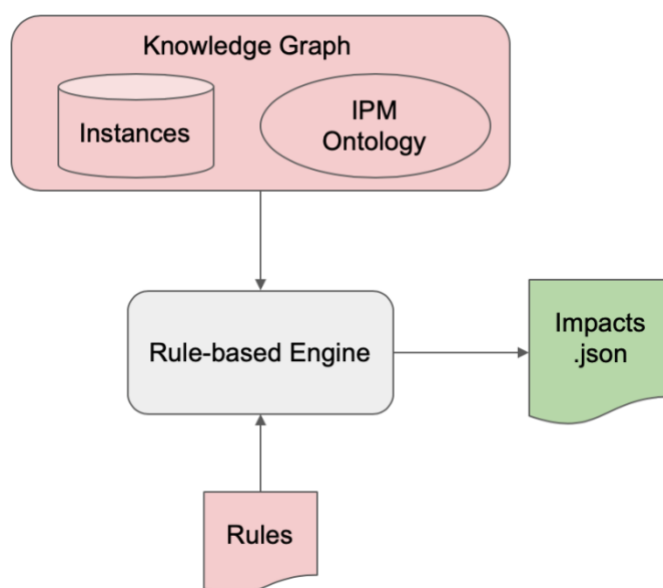 Knowledge Graph
Instances
IPM
Ontology
Rule-based Engine
Impacts
.json
Rules